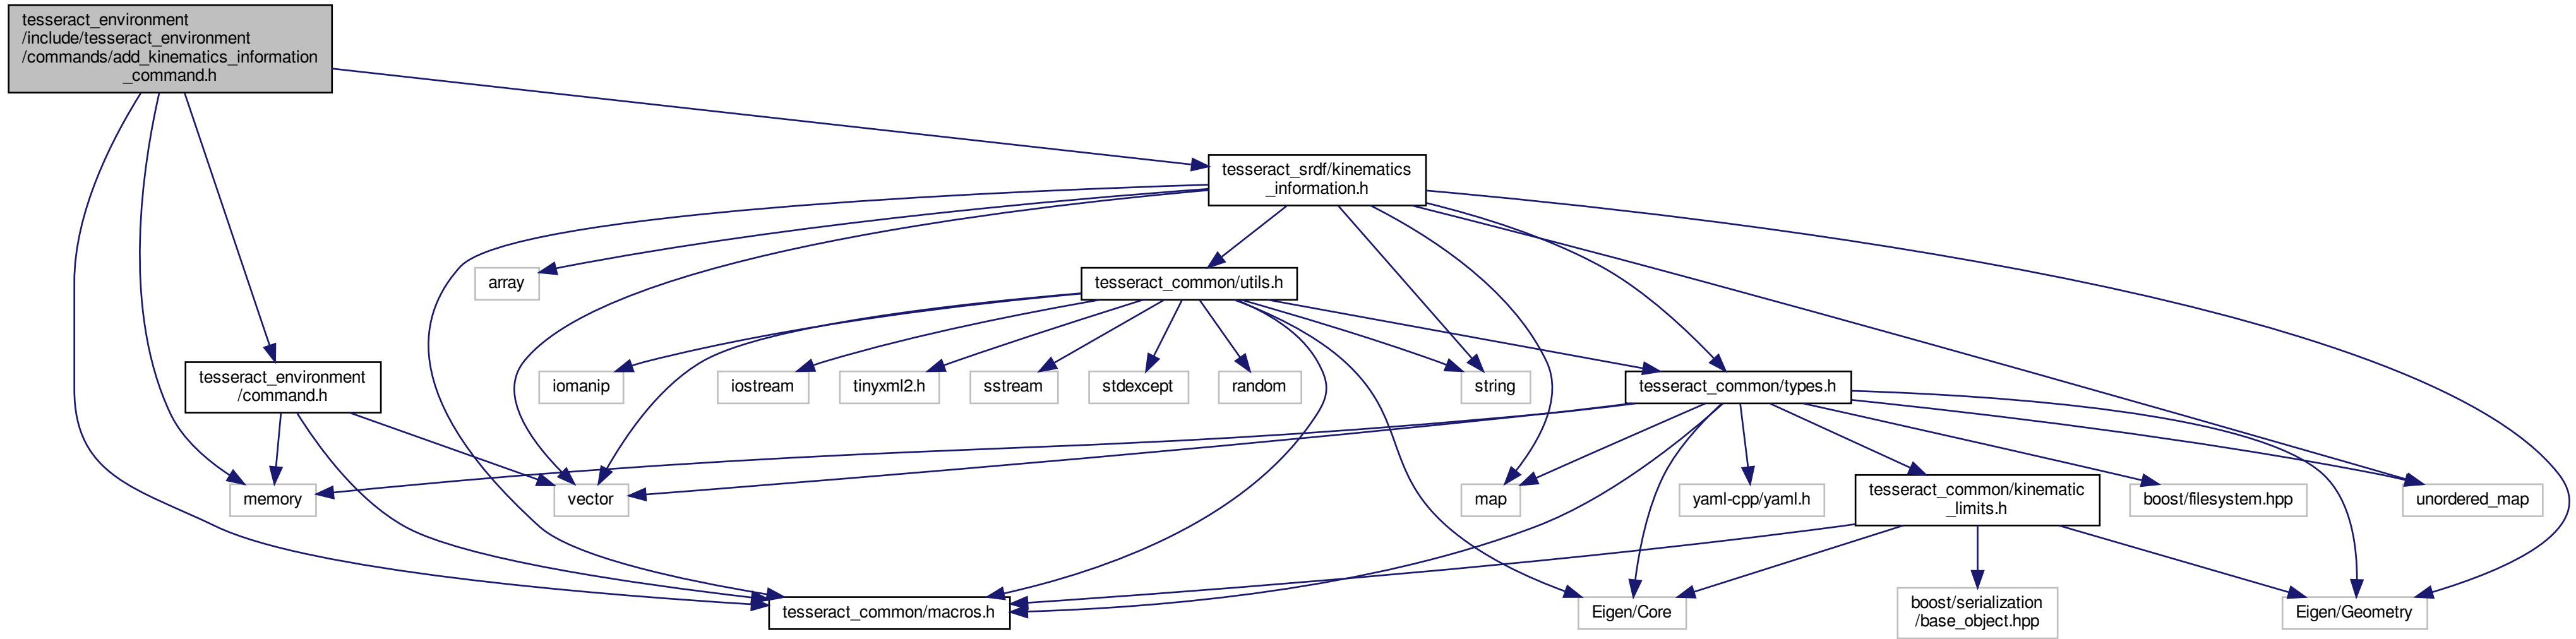 tesseract_environment
/include/tesseract_environment
/commands/add_kinematics_information
_command.h
tesseract_srdf/kinematics
_information.h
array
tesseract_common/utils.h
tesseract_environment
/command.h
iomanip
iostream
tinyxml2.h
sstream
stdexcept
random
string
tesseract_common/types.h
memory
vector
map
yaml-cpp/yaml.h
tesseract_common/kinematic
_limits.h
boost/filesystem.hpp
unordered_map
tesseract_common/macros.h
Eigen/Core
boost/serialization
/base_object.hpp
Eigen/Geometry